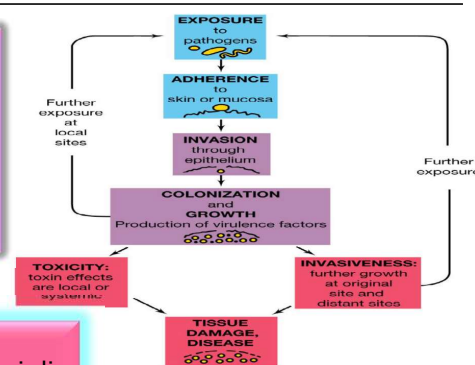 EXPOSURE
to
pathogens
ADHERENCE
to
skin or mucosa
INVASION
through
epithelium
Further
exposure
at
local
sites
Further
exposure
COLONIZATION
and
GROWTH
Production of virulence factors
TOXICITY:
toxin effects
are local or
systemic
INVASIVENESS:
further growth
at original
site and
distant sites
TISSUE
DAMAGE,
DISEASE